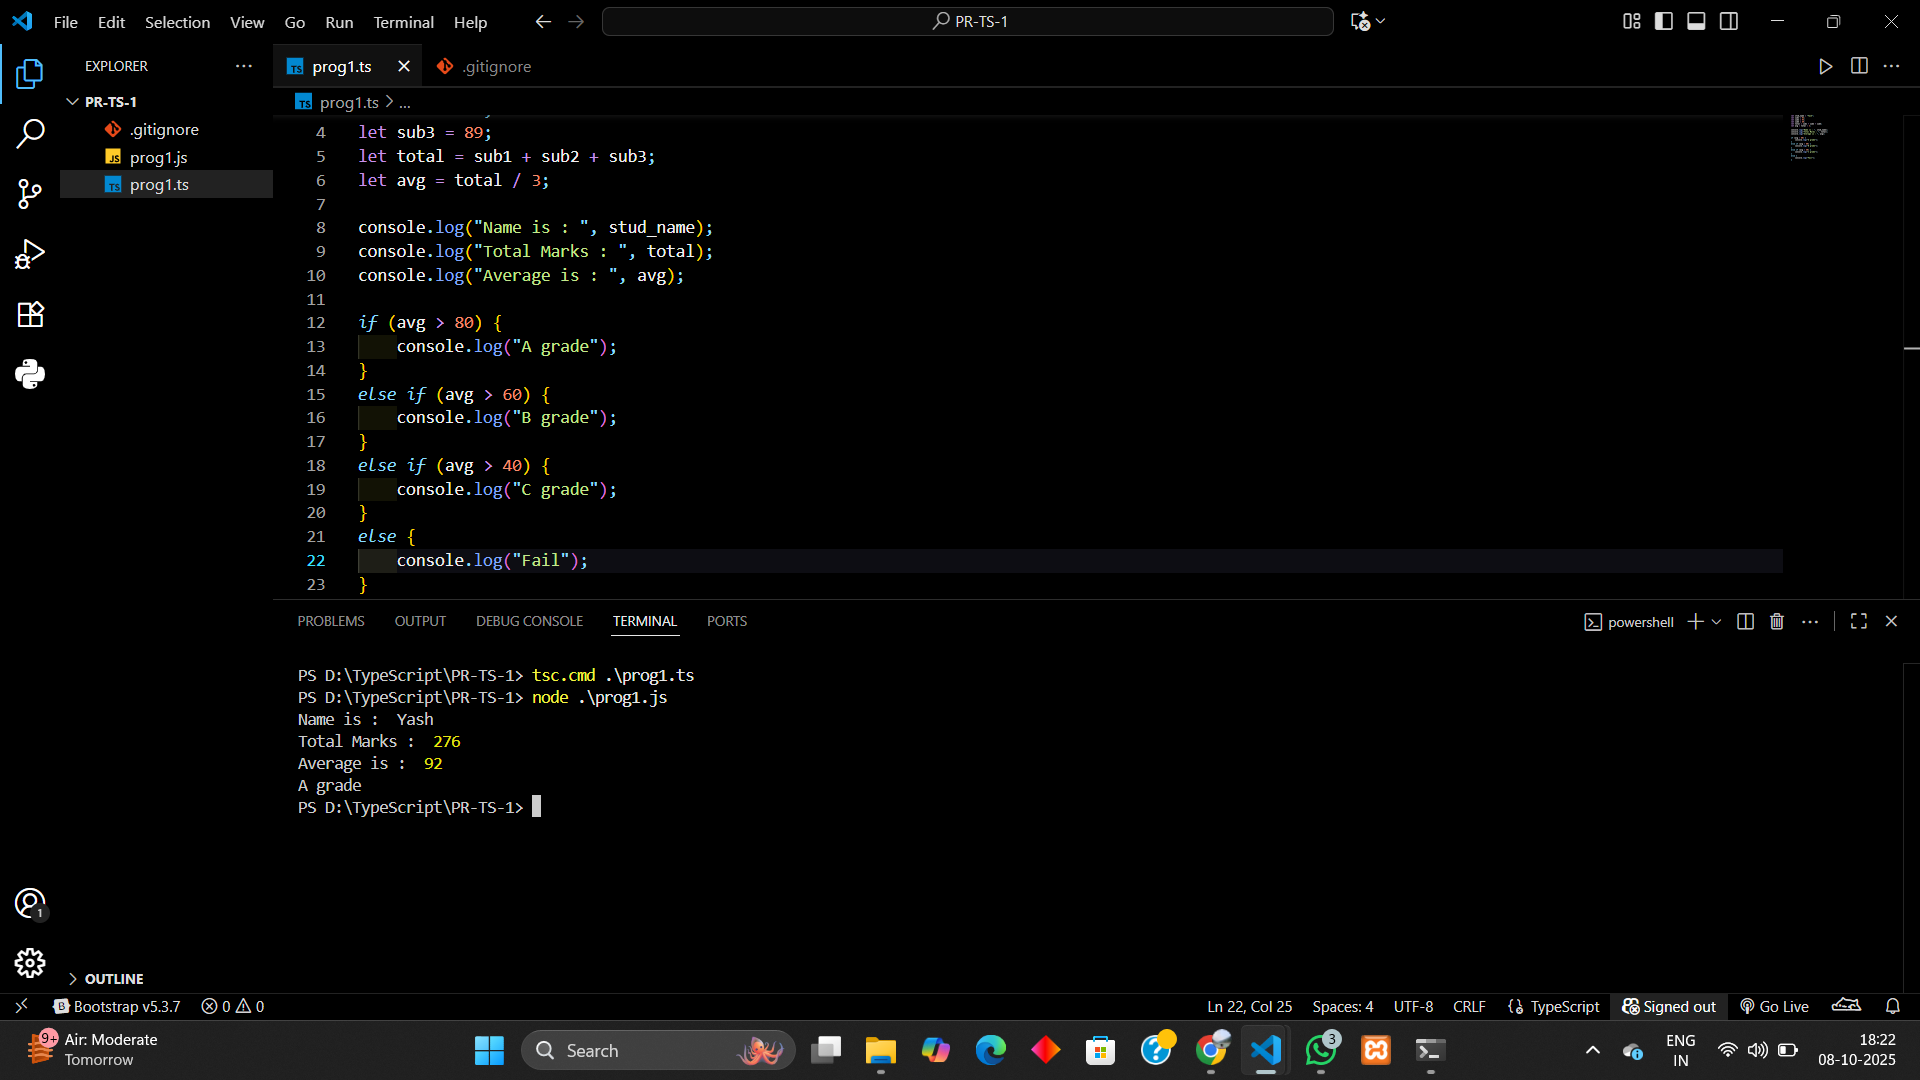 File Edit Selection View Go Run Terminal Help
PR-TS-1
EXPLORER
PR-TS-1
.gitignore
prog1.js
prog1.ts
OUTLINE
prog1.ts
.gitignore
prog1.ts > ...
4 let sub3 = 89;
5 let total = sub1 + sub2 + sub3;
6 let avg = total / 3;
7
8 console.log("Name is : ", stud_name);
9 console.log("Total Marks : ", total);
10 console.log("Average is : ", avg);
11
12 if (avg > 80) {
13 console.log("A grade");
14 }
15 else if (avg > 60) {
16 console.log("B grade");
17 }
18 else if (avg > 40) {
19 console.log("C grade");
20 }
21 else {
22 console.log("Fail");
23 }
PROBLEMS OUTPUT DEBUG CONSOLE TERMINAL PORTS
powershell
PS D:\TypeScript\PR-TS-1> tsc.cmd .\prog1.ts
PS D:\TypeScript\PR-TS-1> node .\prog1.js
Name is :  Yash
Total Marks :  276
Average is :  92
A grade
PS D:\TypeScript\PR-TS-1>
1
Bootstrap v5.3.7 0 0
Ln 22, Col 25 Spaces: 4 UTF-8 CRLF TypeScript Signed out Go Live
9+
Air: Moderate
Tomorrow
Search
3
ENG
IN
18:22
08-10-2025